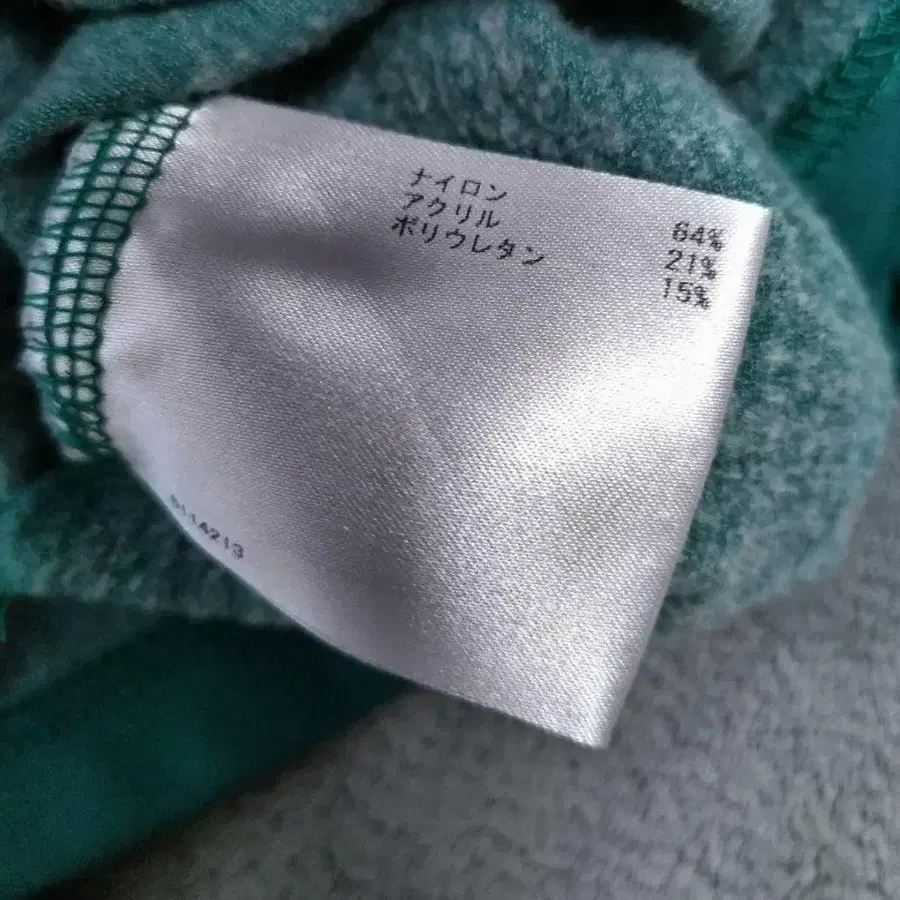 ナイロン 64%
アクリル 21%
ポリウレタン 15%